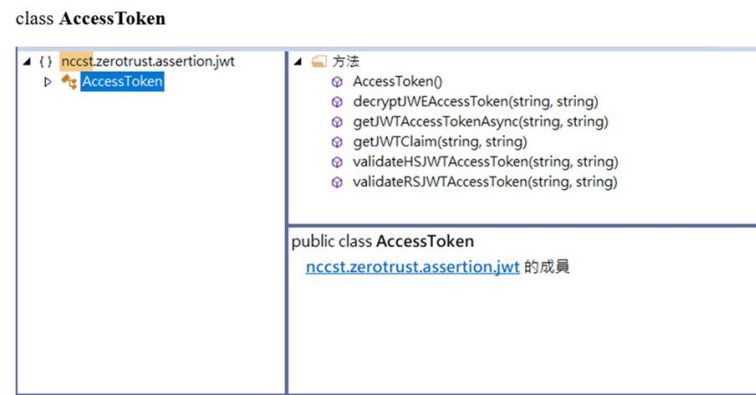 class AccessToken
{ } nccst.zerotrust.assertion.jwt
AccessToken
方法
AccessToken()
decryptJWEAccessToken(string, string)
getJWTAccessTokenAsync(string, string)
getJWTClaim(string, string)
validateHSJWTAccessToken(string, string)
validateRSJWTAccessToken(string, string)
public class AccessToken
nccst.zerotrust.assertion.jwt 的成員